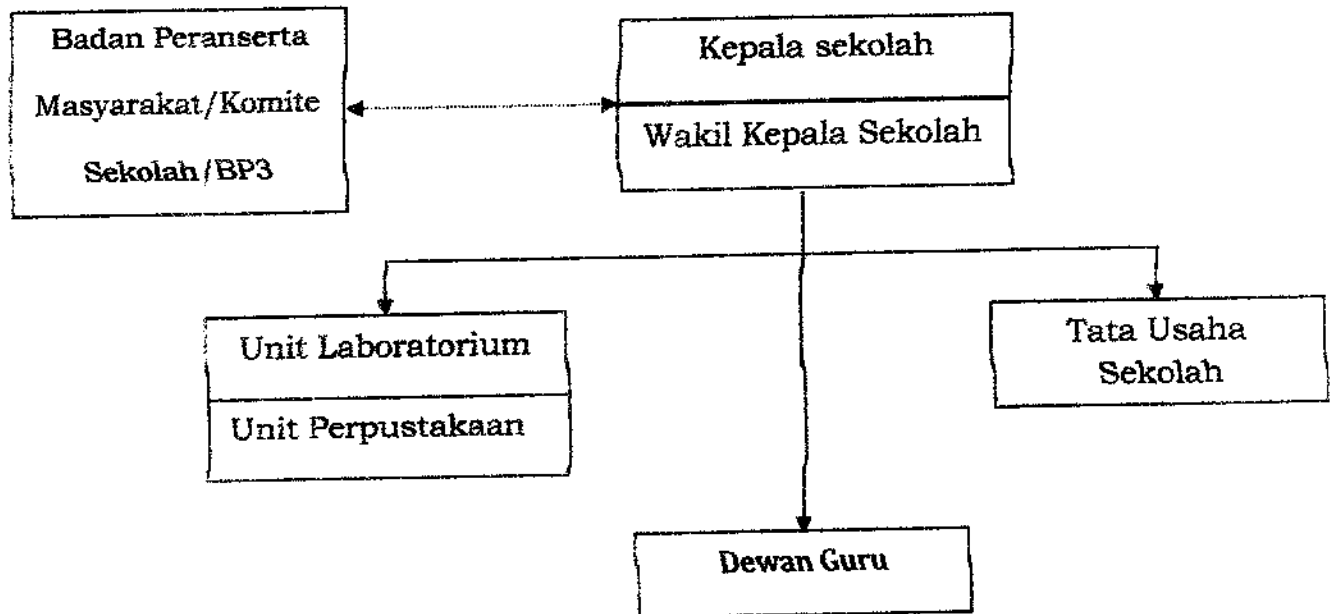 Badan Peranserta
Masyarakat/Komite
Sekolah/BP3
Kepala sekolah
Wakil Kepala Sekolah
Unit Laboratorium
Unit Perpustakaan
Tata Usaha
Sekolah
Dewan Guru